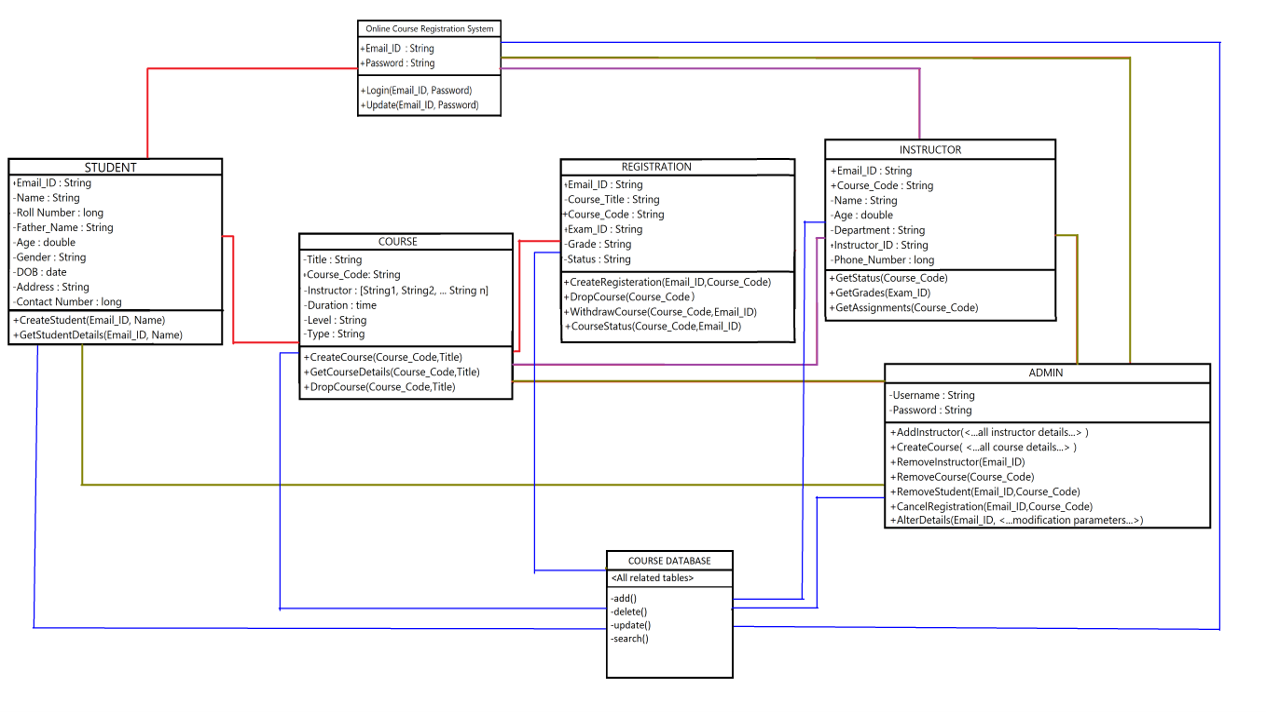 Online Course Registration System
+Email_ID : String
+Password : String
+Login(Email_ID, Password)
+Update(Email_ID, Password)
STUDENT
+Email_ID : String
-Name : String
-Roll Number : long
-Father_Name : String
-Age : double
-Gender : String
-DOB : date
-Address : String
-Contact Number : long
+CreateStudent(Email_ID, Name)
+GetStudentDetails(Email_ID, Name)
COURSE
-Title : String
+Course_Code: String
-Instructor : [String1, String2, ... String n]
-Duration : time
-Level : String
-Type : String
+CreateCourse(Course_Code,Title)
+GetCourseDetails(Course_Code,Title)
+DropCourse(Course_Code,Title)
REGISTRATION
+Email_ID : String
-Course_Title : String
+Course_Code : String
+Exam_ID : String
-Grade : String
-Status : String
+CreateRegisteration(Email_ID,Course_Code)
+DropCourse(Course_Code)
+WithdrawCourse(Course_Code,Email_ID)
+CourseStatus(Course_Code,Email_ID)
INSTRUCTOR
+Email_ID : String
+Course_Code : String
-Name : String
-Age : double
-Department : String
+Instructor_ID : String
-Phone_Number : long
+GetStatus(Course_Code)
+GetGrades(Exam_ID)
+GetAssignments(Course_Code)
ADMIN
-Username : String
-Password : String
+AddInstructor(<...all instructor details...> )
+CreateCourse( <...all course details...> )
+RemoveInstructor(Email_ID)
+RemoveCourse(Course_Code)
+RemoveStudent(Email_ID,Course_Code)
+CancelRegistration(Email_ID,Course_Code)
+AlterDetails(Email_ID, <...modification parameters...>)
COURSE DATABASE
<All related tables>
-add()
-delete()
-update()
-search()